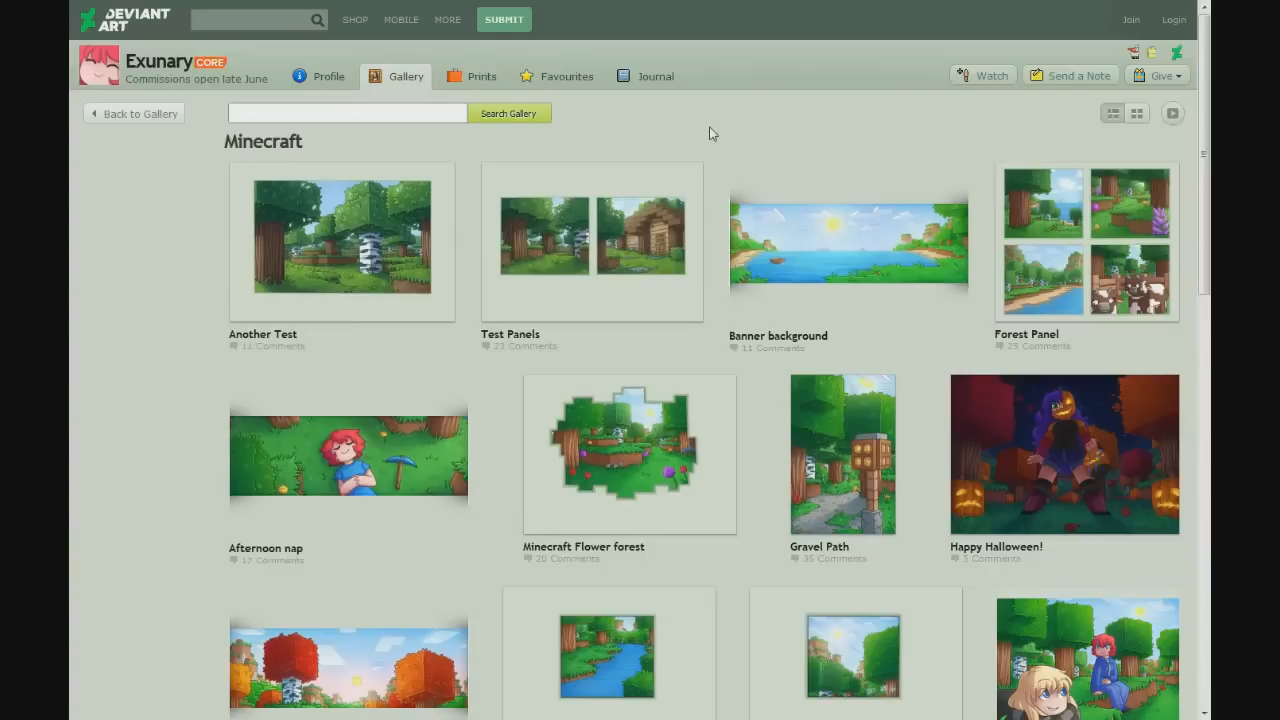 DEVIANT
ART
SHOP
MOBILE
MORE
SUBMIT
Join
Login
Exunary CORE
Commissions open late June
Profile
Gallery
Prints
Favourites
Journal
Watch
Send a Note
Give
Back to Gallery
Search Gallery
Minecraft
Another Test
11 Comments
Test Panels
23 Comments
Banner background
11 Comments
Forest Panel
25 Comments
Afternoon nap
17 Comments
Minecraft Flower forest
20 Comments
Gravel Path
35 Comments
Happy Halloween!
5 Comments